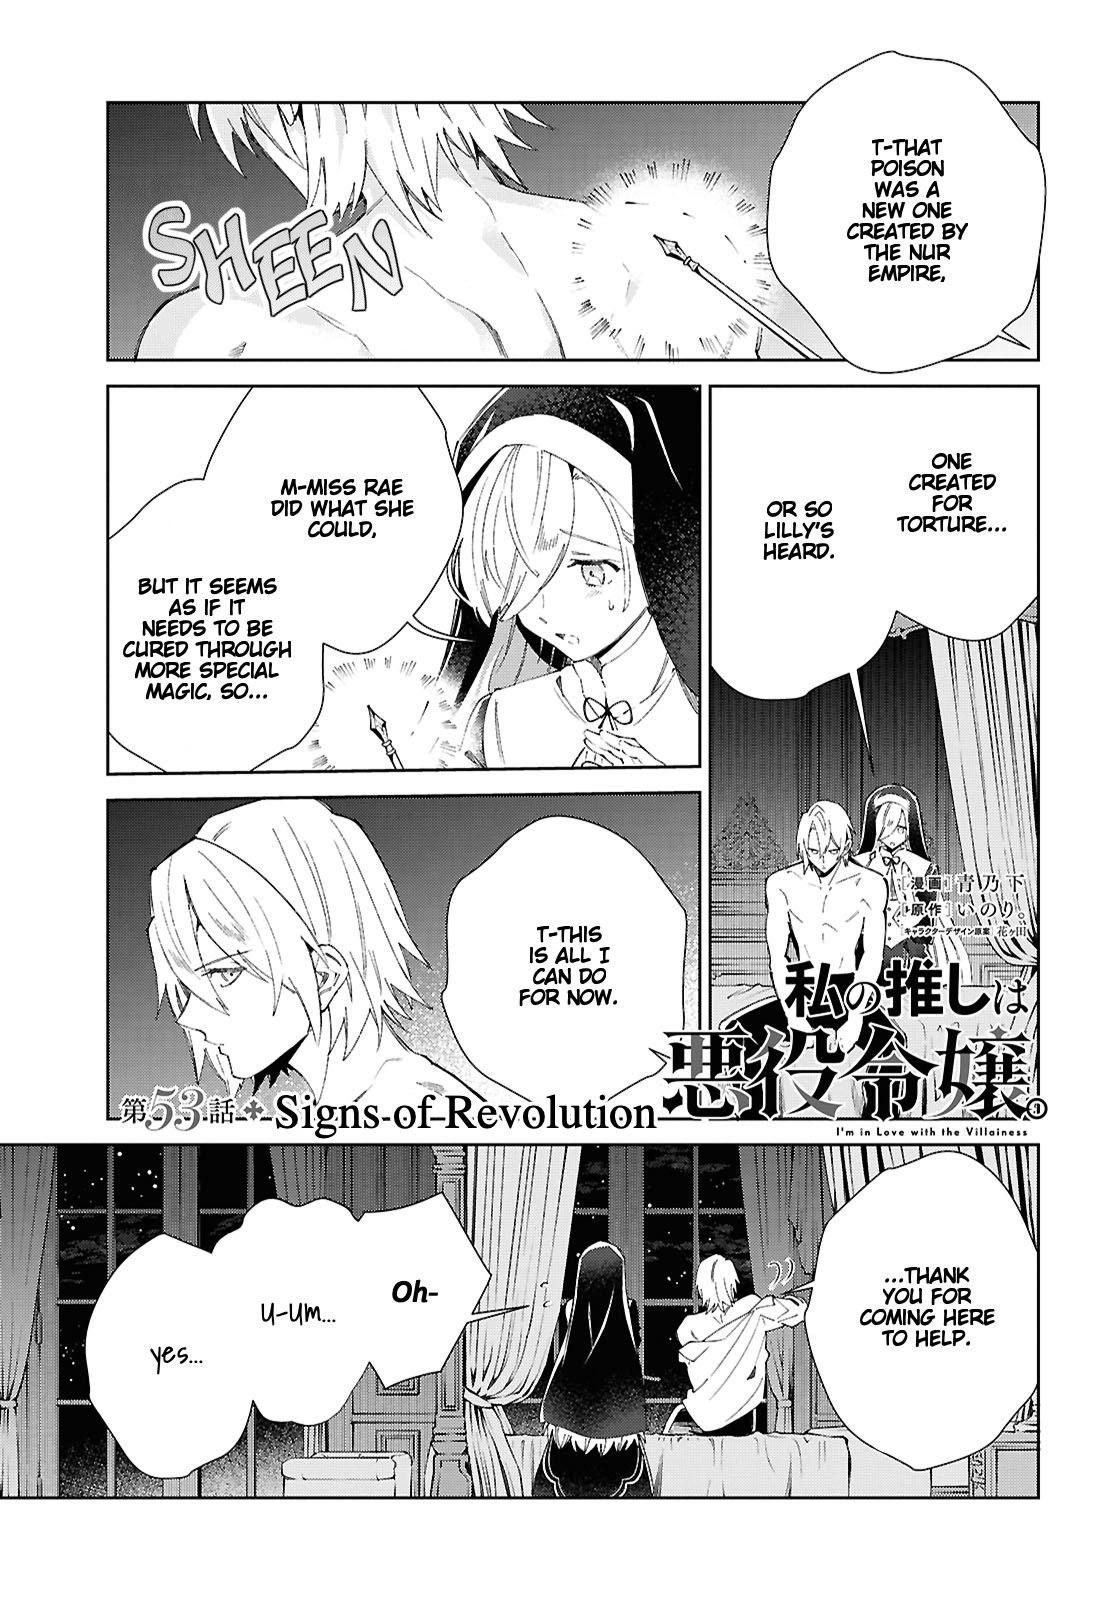 T-THAT
POISON
WAS A
NEW ONE
CREATED BY
THE NUR
EMPIRE,
SHEEN
ONE
CREATED
FOR
TORTURE...
OR SO
LILLY'S
HEARD.
M-MISS RAE
DID WHAT SHE
COULD,
BUT IT SEEMS
AS IF IT
NEEDS TO BE
CURED THROUGH
MORE SPECIAL
MAGIC, SO...
T-THIS
IS ALL I
CAN DO
FOR NOW.
[漫画] 青乃下
[原作] いのり。
[キャラクターデザイン原案] 花ヶ田
私の推しは
悪役令嬢。
I'm in Love with the Villainess
第53話 Signs of Revolution
...THANK
YOU FOR
COMING HERE
TO HELP.
Oh-
U-UM...
yes...